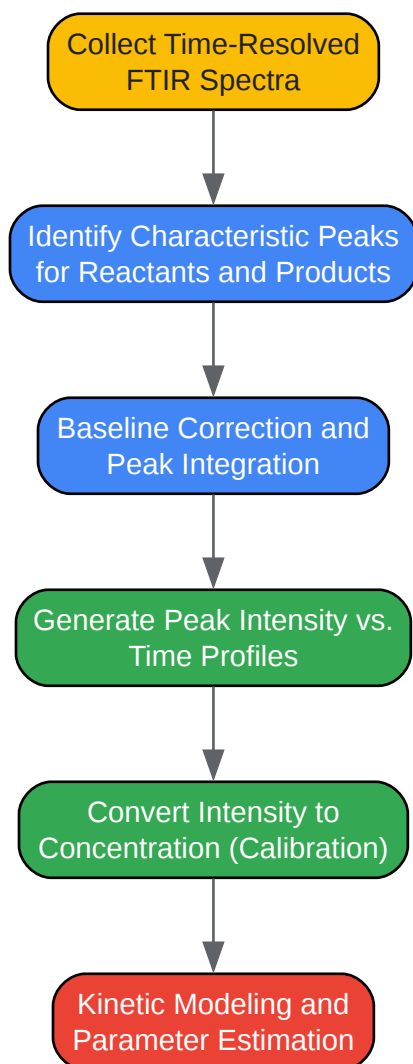 Collect Time-Resolved
FTIR Spectra
Identify Characteristic Peaks
for Reactants and Products
Baseline Correction and
Peak Integration
Generate Peak Intensity vs.
Time Profiles
Convert Intensity to
Concentration (Calibration)
Kinetic Modeling and
Parameter Estimation